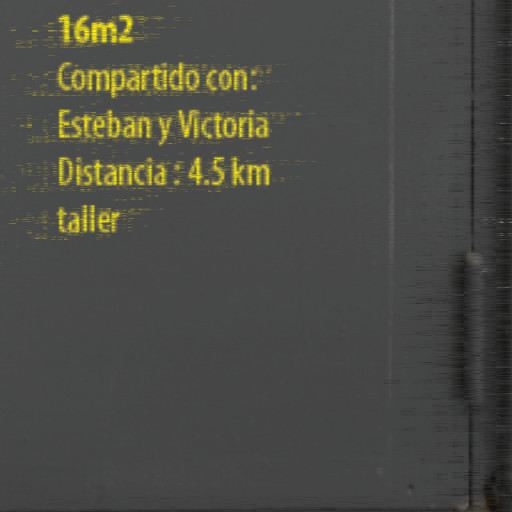 16m2
Compartido con:
Esteban y Victoria
Distancia : 4.5 km
taller